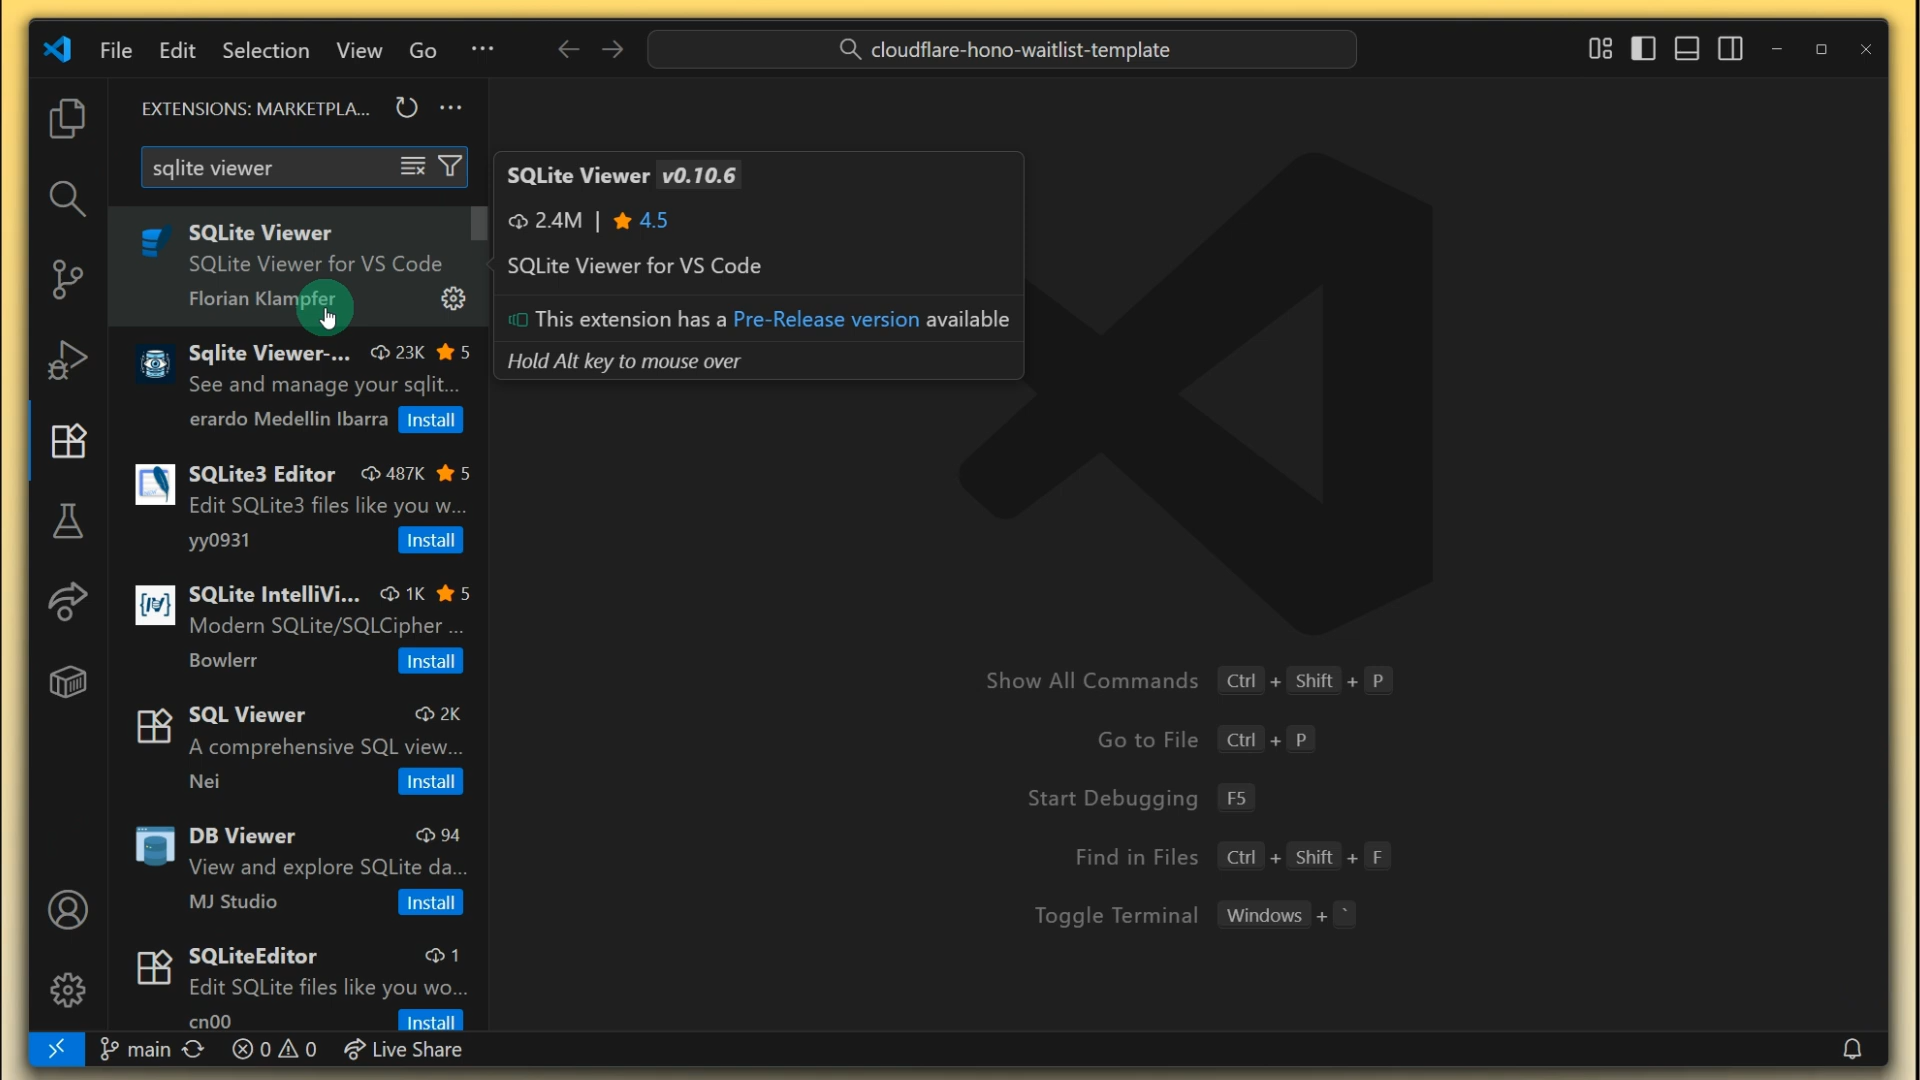 File Edit Selection View Go ···
cloudflare-hono-waitlist-template
EXTENSIONS: MARKETPLA...
sqlite viewer
SQLite Viewer
SQLite Viewer for VS Code
Florian Klampfer
Sqlite Viewer-... 23K 5
See and manage your sqlit...
erardo Medellin Ibarra Install
SQLite3 Editor 487K 5
Edit SQLite3 files like you w...
yy0931 Install
SQLite IntelliVi... 1K 5
Modern SQLite/SQLCipher ...
Bowlerr Install
SQL Viewer 2K
A comprehensive SQL view...
Nei Install
DB Viewer 94
View and explore SQLite da...
MJ Studio Install
SQLiteEditor 1
Edit SQLite files like you wo...
cn00 Install
SQLite Viewer v0.10.6
2.4M | 4.5
SQLite Viewer for VS Code
This extension has a Pre-Release version available
Hold Alt key to mouse over
Show All Commands Ctrl + Shift + P
Go to File Ctrl + P
Start Debugging F5
Find in Files Ctrl + Shift + F
Toggle Terminal Windows + `
main 0 0 Live Share